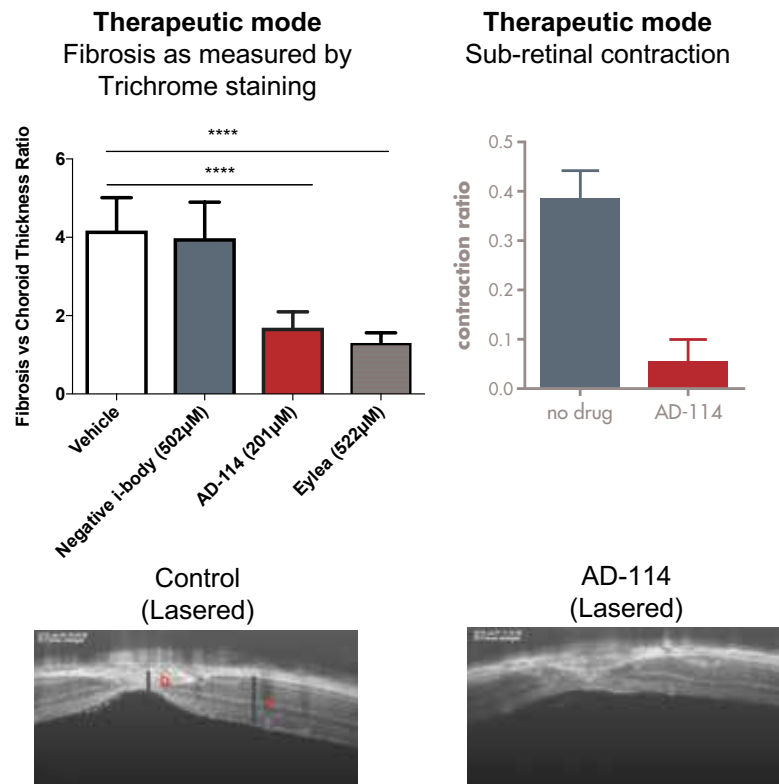 Therapeutic mode
Fibrosis as measured by
Trichrome staining
Therapeutic mode
Sub-retinal contraction
****
****
Fibrosis vs Choroid Thickness Ratio
6
4
2
0
Vehicle
Negative i-body (502µM)
AD-114 (201µM)
Eylea (522µM)
contraction ratio
0.5
0.4
0.3
0.2
0.1
0.0
no drug
AD-114
Control
(Lasered)
AD-114
(Lasered)
b